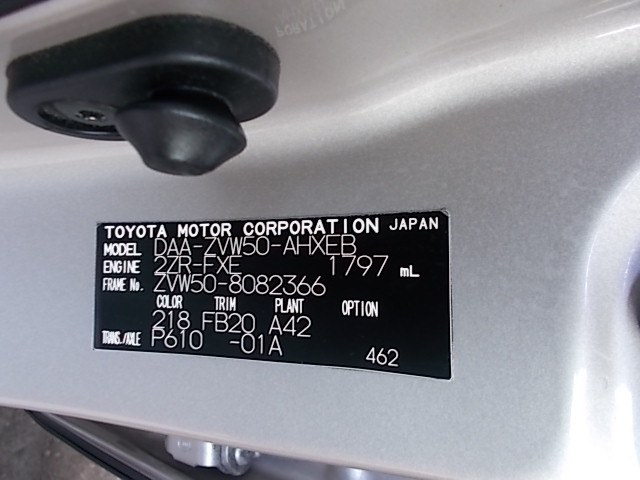 TOYOTA MOTOR CORPORATION JAPAN
MODEL DAA-ZVW50-AHXEB
ENGINE 2ZR-FXE 1797 mL
FRAME No. ZVW50-8082366
COLOR TRIM PLANT OPTION
218 FB20 A42
TRANS./AXLE P610 -01A
462